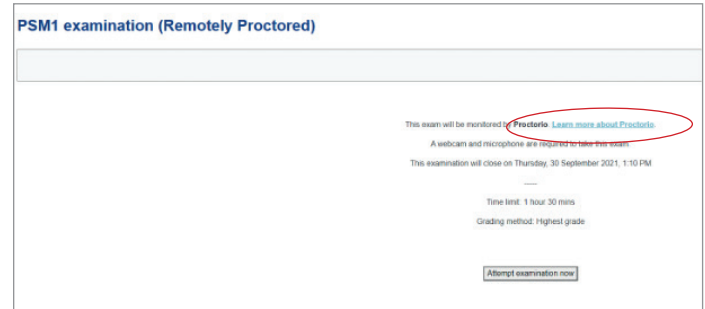 PSM1 examination (Remotely Proctored)
This exam will be monitored by Proctorio. Learn more about Proctorio.
A webcam and microphone are required to take this exam
This examination will close on Thursday, 30 September 2021, 1:10 PM
Time limit: 1 hour 30 mins
Grading method: Highest grade
Attempt examination now